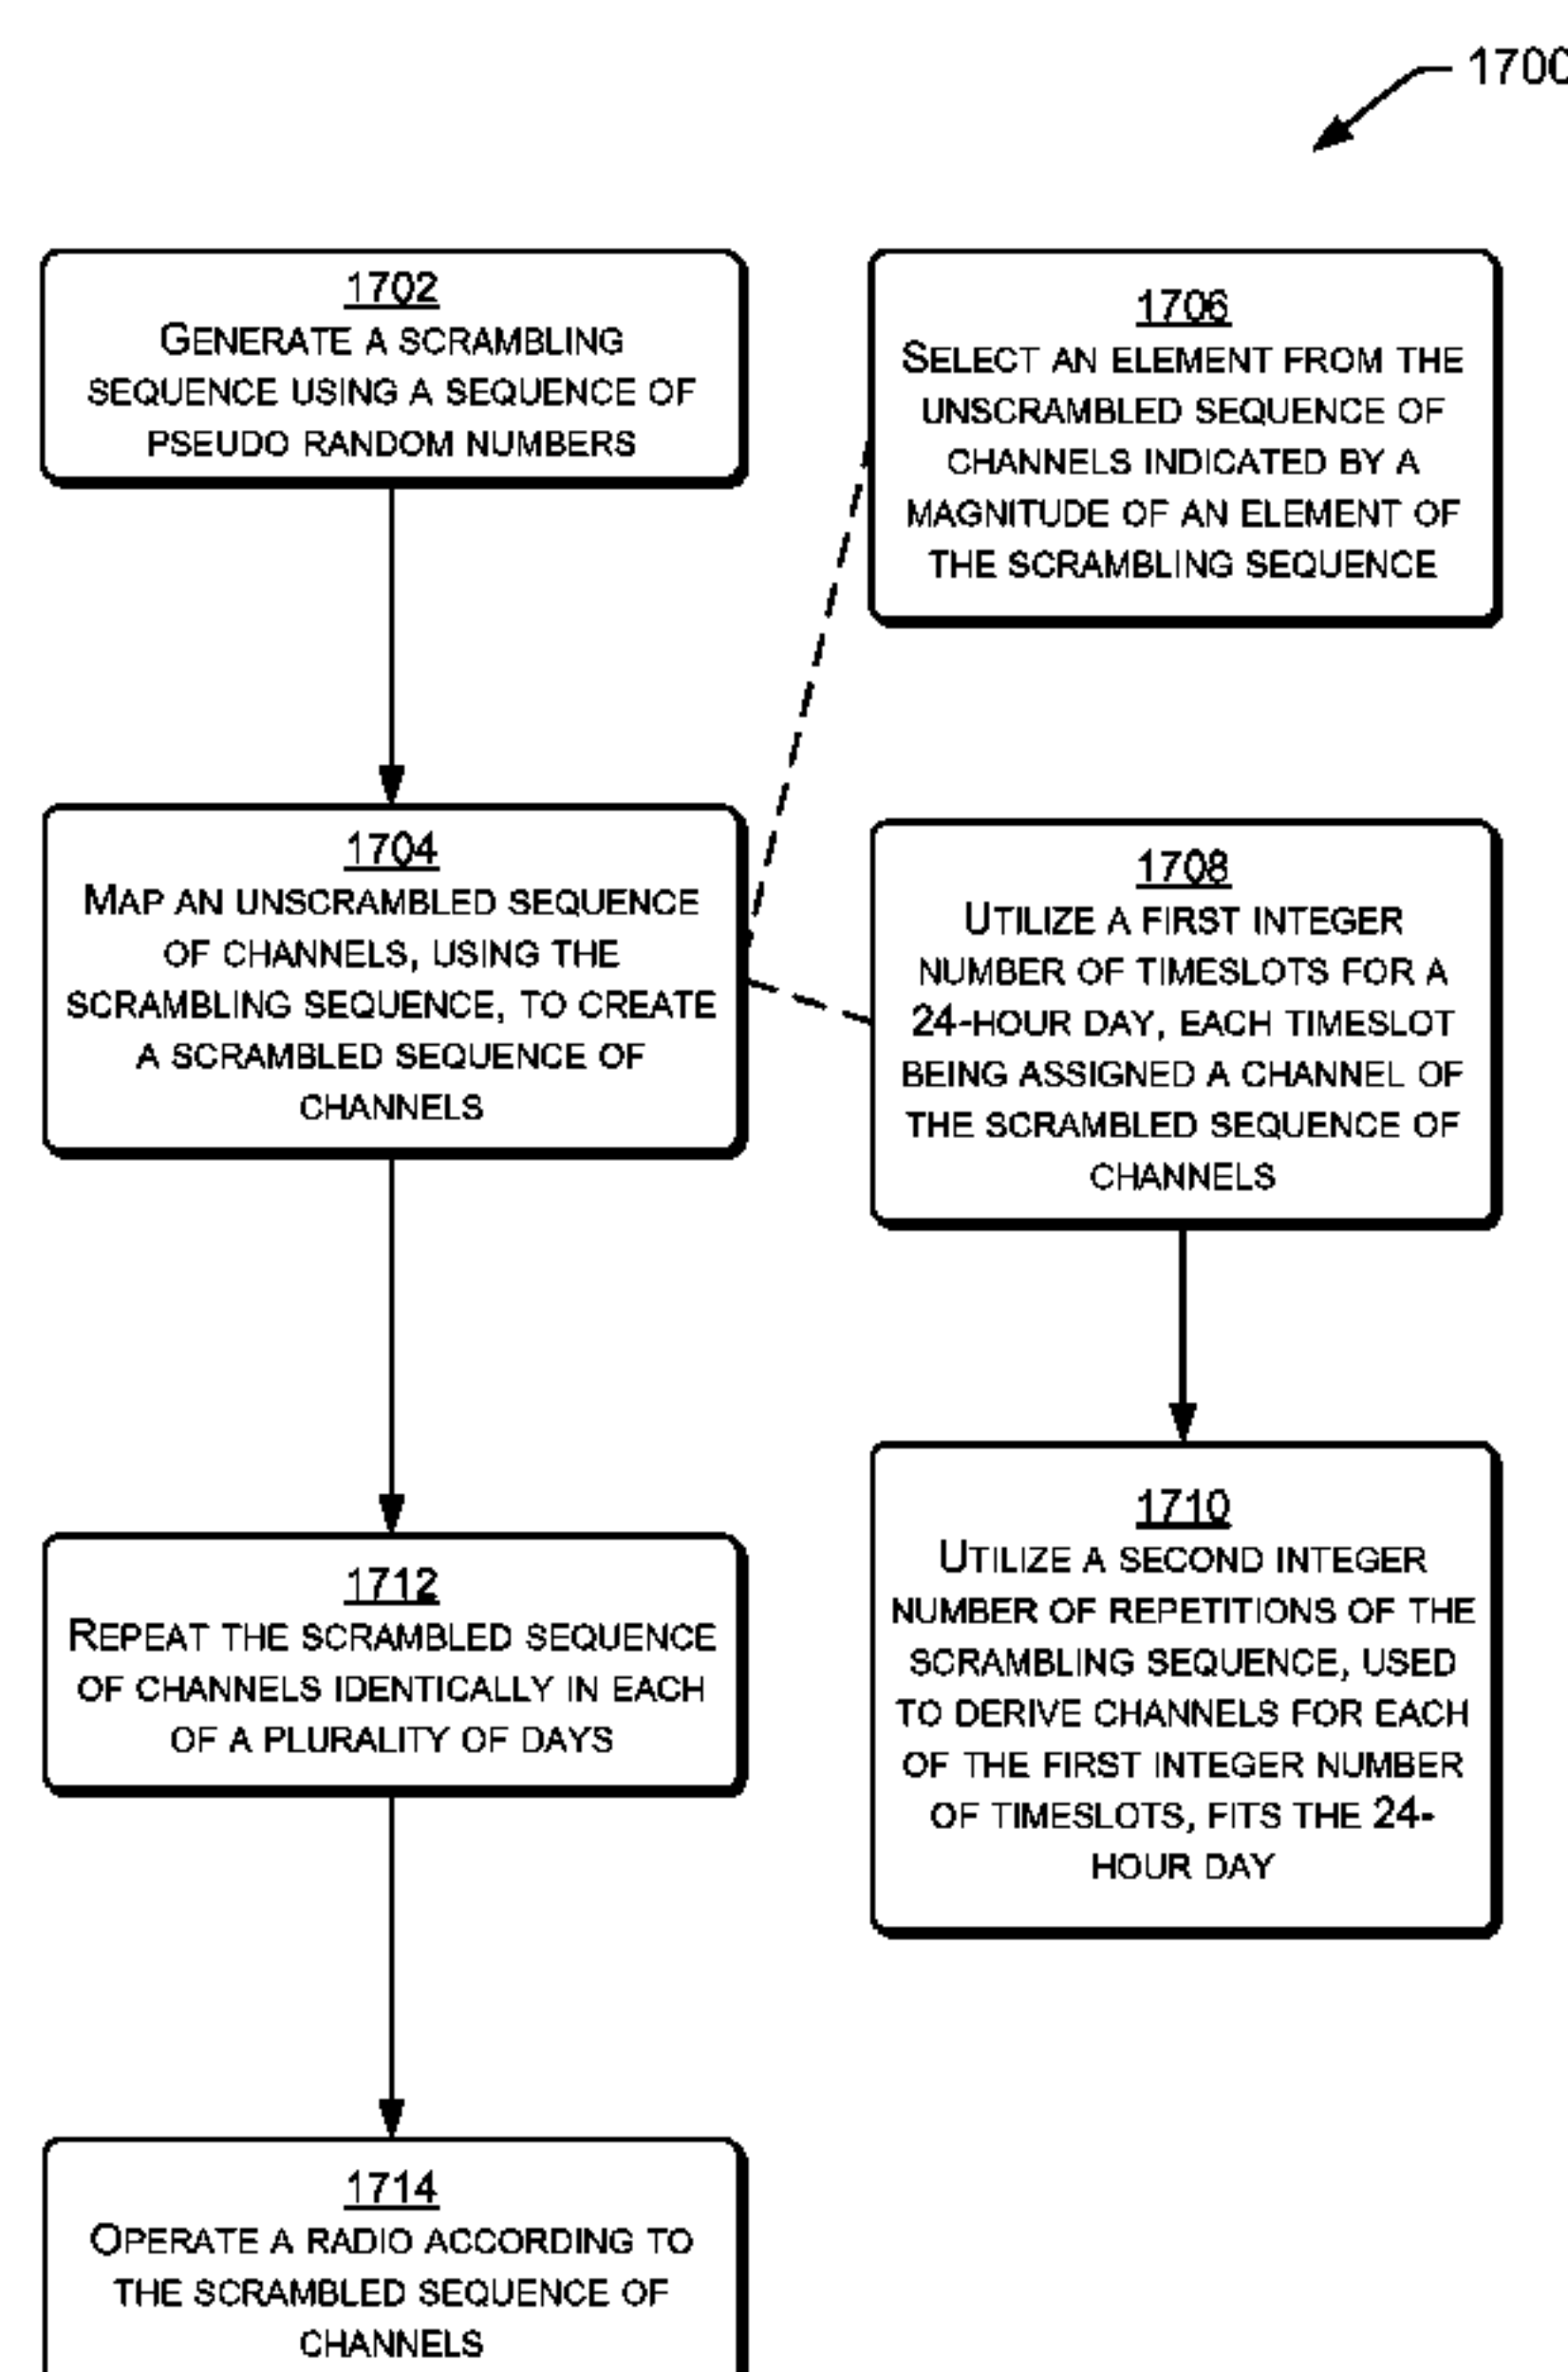 1700
1702
GENERATE A SCRAMBLING
SEQUENCE USING A SEQUENCE OF
PSEUDO RANDOM NUMBERS
1704
MAP AN UNSCRAMBLED SEQUENCE
OF CHANNELS, USING THE
SCRAMBLING SEQUENCE, TO CREATE
A SCRAMBLED SEQUENCE OF
CHANNELS
1712
REPEAT THE SCRAMBLED SEQUENCE
OF CHANNELS IDENTICALLY IN EACH
OF A PLURALITY OF DAYS
1714
OPERATE A RADIO ACCORDING TO
THE SCRAMBLED SEQUENCE OF
CHANNELS
1706
SELECT AN ELEMENT FROM THE
UNSCRAMBLED SEQUENCE OF
CHANNELS INDICATED BY A
MAGNITUDE OF AN ELEMENT OF
THE SCRAMBLING SEQUENCE
1708
UTILIZE A FIRST INTEGER
NUMBER OF TIMESLOTS FOR A
24-HOUR DAY, EACH TIMESLOT
BEING ASSIGNED A CHANNEL OF
THE SCRAMBLED SEQUENCE OF
CHANNELS
1710
UTILIZE A SECOND INTEGER
NUMBER OF REPETITIONS OF THE
SCRAMBLING SEQUENCE, USED
TO DERIVE CHANNELS FOR EACH
OF THE FIRST INTEGER NUMBER
OF TIMESLOTS, FITS THE 24-
HOUR DAY